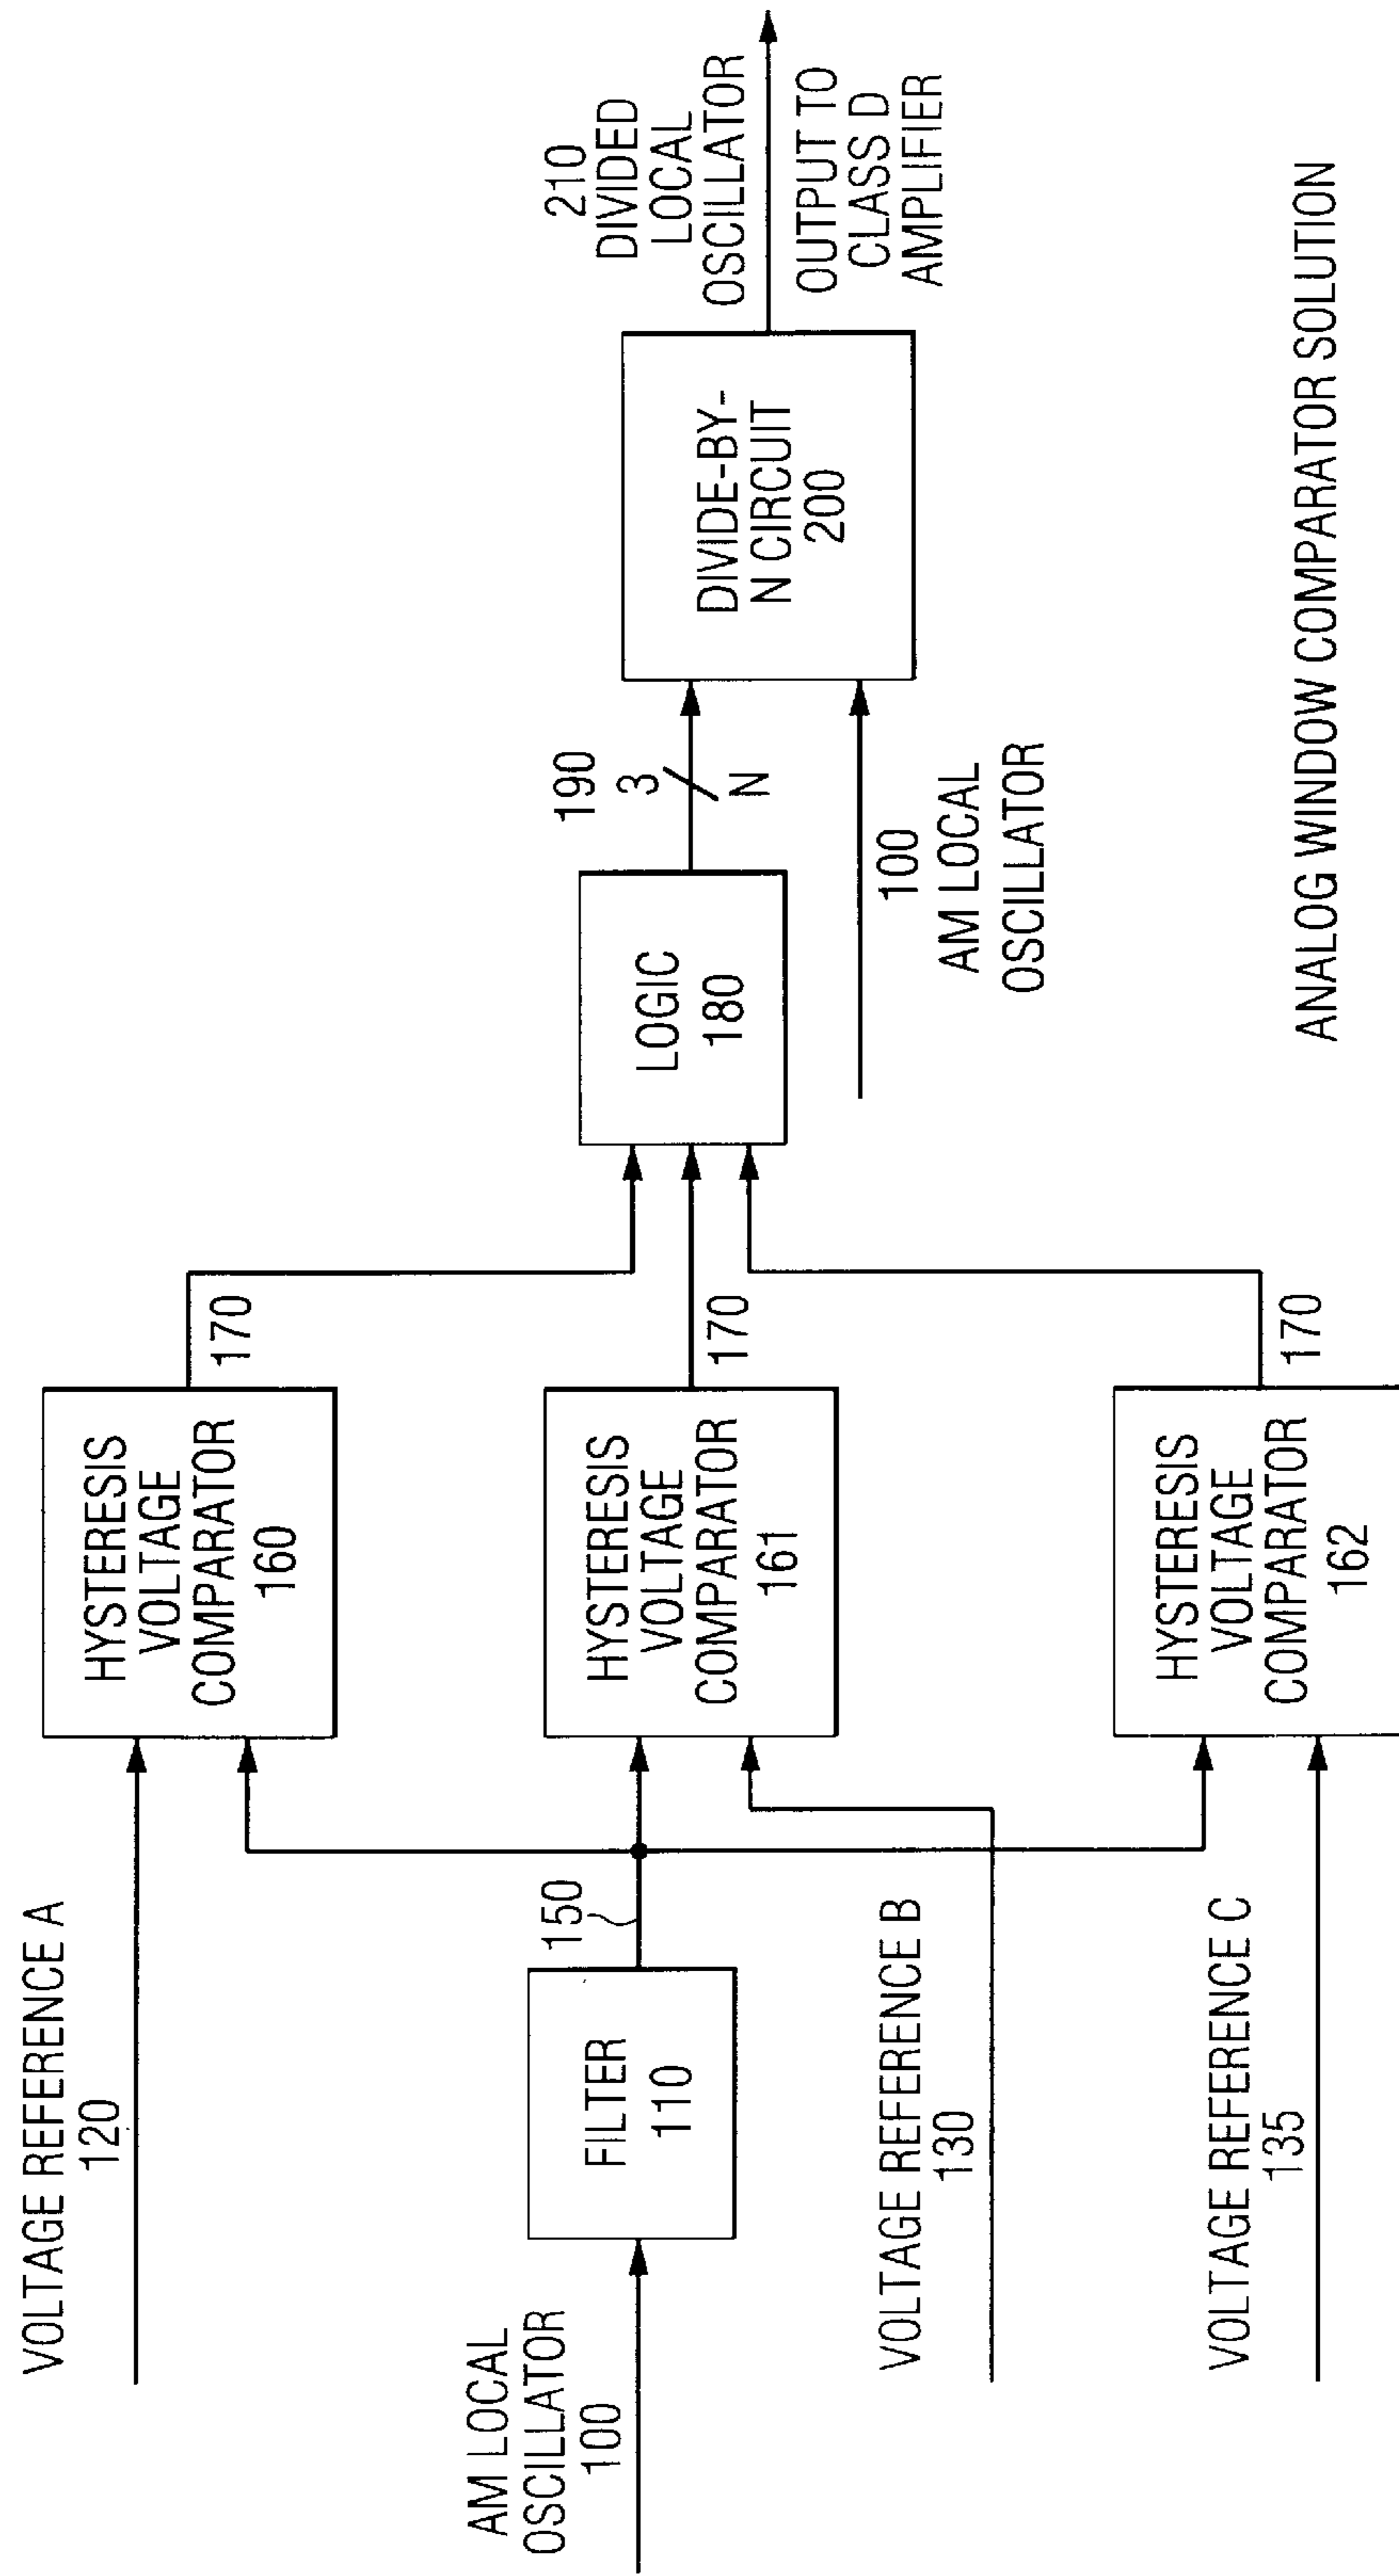 VOLTAGE REFERENCE A
120
AM LOCAL
OSCILLATOR
100
FILTER
110
150
VOLTAGE REFERENCE B
130
VOLTAGE REFERENCE C
135
HYSTERESIS
VOLTAGE
COMPARATOR
160
170
HYSTERESIS
VOLTAGE
COMPARATOR
161
170
HYSTERESIS
VOLTAGE
COMPARATOR
162
170
LOGIC
180
190
3
N
100
AM LOCAL
OSCILLATOR
DIVIDE-BY-
N CIRCUIT
200
210
DIVIDED
LOCAL
OSCILLATOR
OUTPUT TO
CLASS D
AMPLIFIER
ANALOG WINDOW COMPARATOR SOLUTION